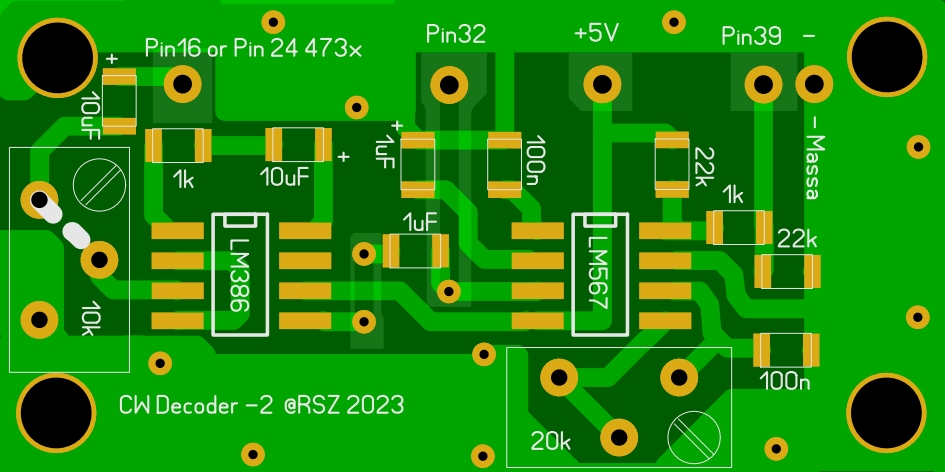 Pin16 or Pin 24 473x
Pin32
+5V
Pin39 -
+
10uF
1k
10uF
+
+
1uF
100n
22k
- Massa
1k
1uF
22k
LM386
LM567
10k
100n
CW Decoder -2 @RSZ 2023
20k